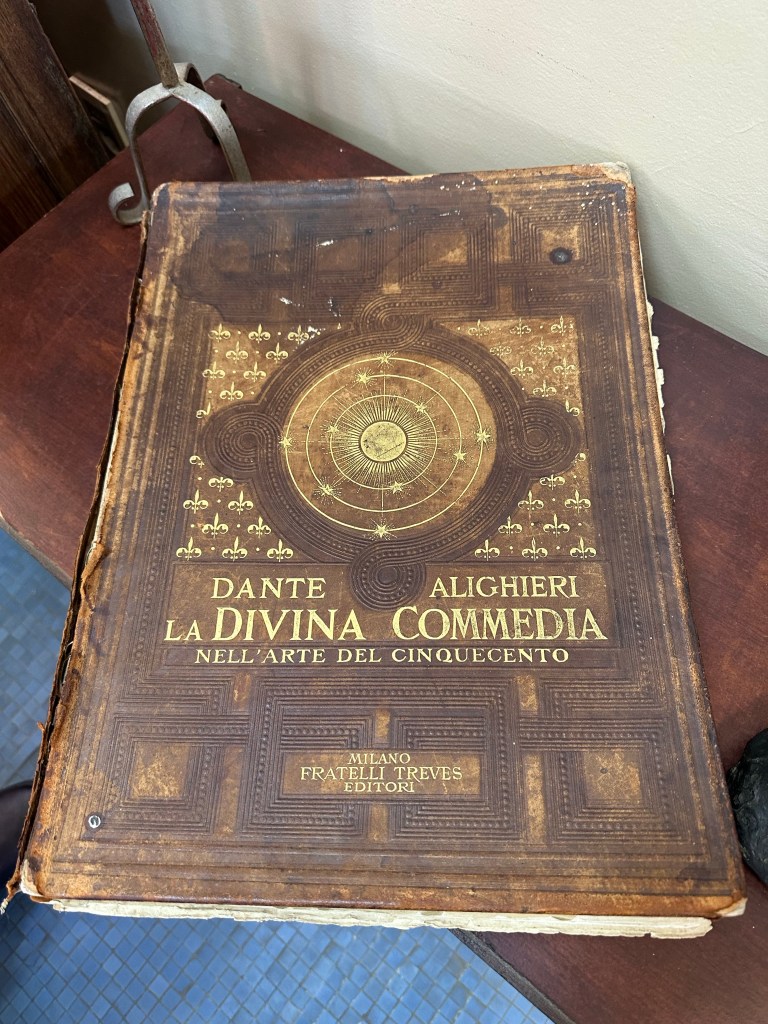 DANTE ALIGHIERI
LA DIVINA COMMEDIA
NELL'ARTE DEL CINQUECENTO
MILANO
FRATELLI TREVES
EDITORI